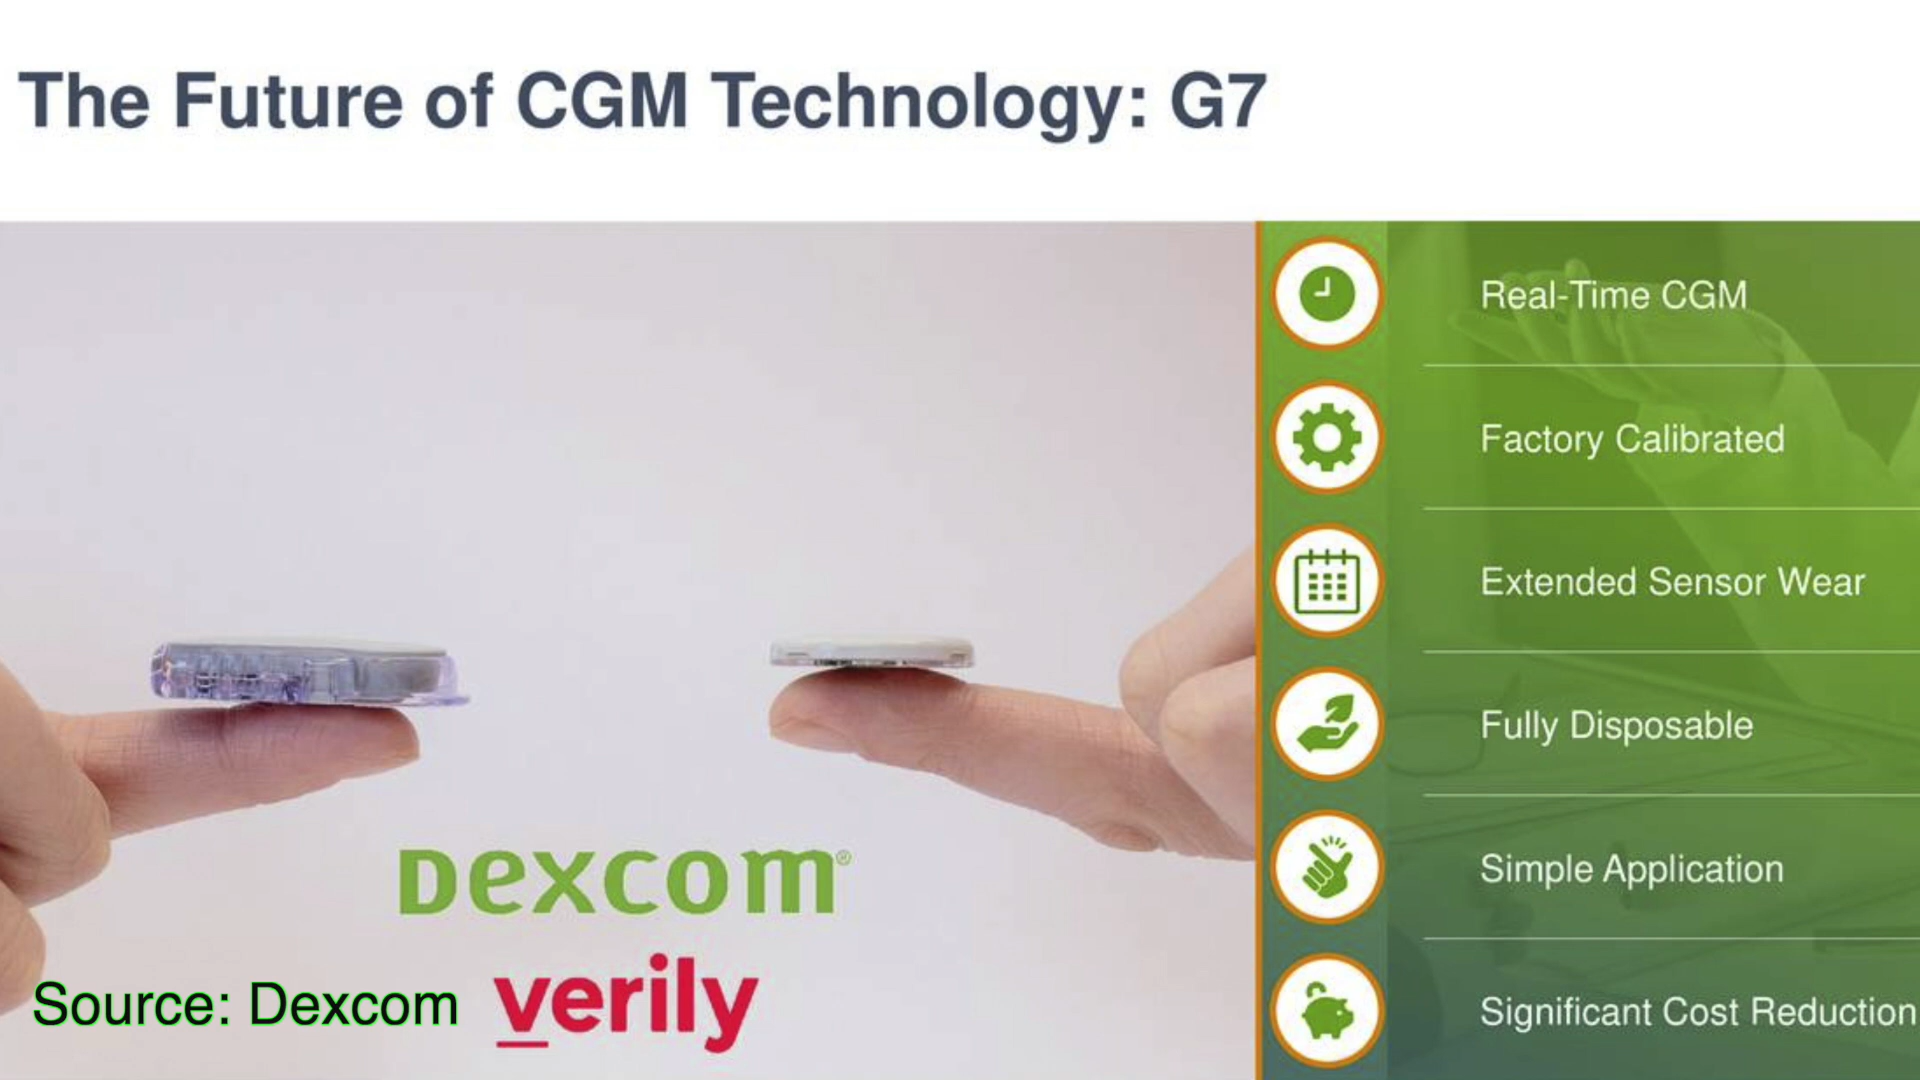 The Future of CGM Technology: G7
Real-Time CGM
Factory Calibrated
Extended Sensor Wear
Fully Disposable
Simple Application
Significant Cost Reduction
Dexcom®
verily
Source: Dexcom